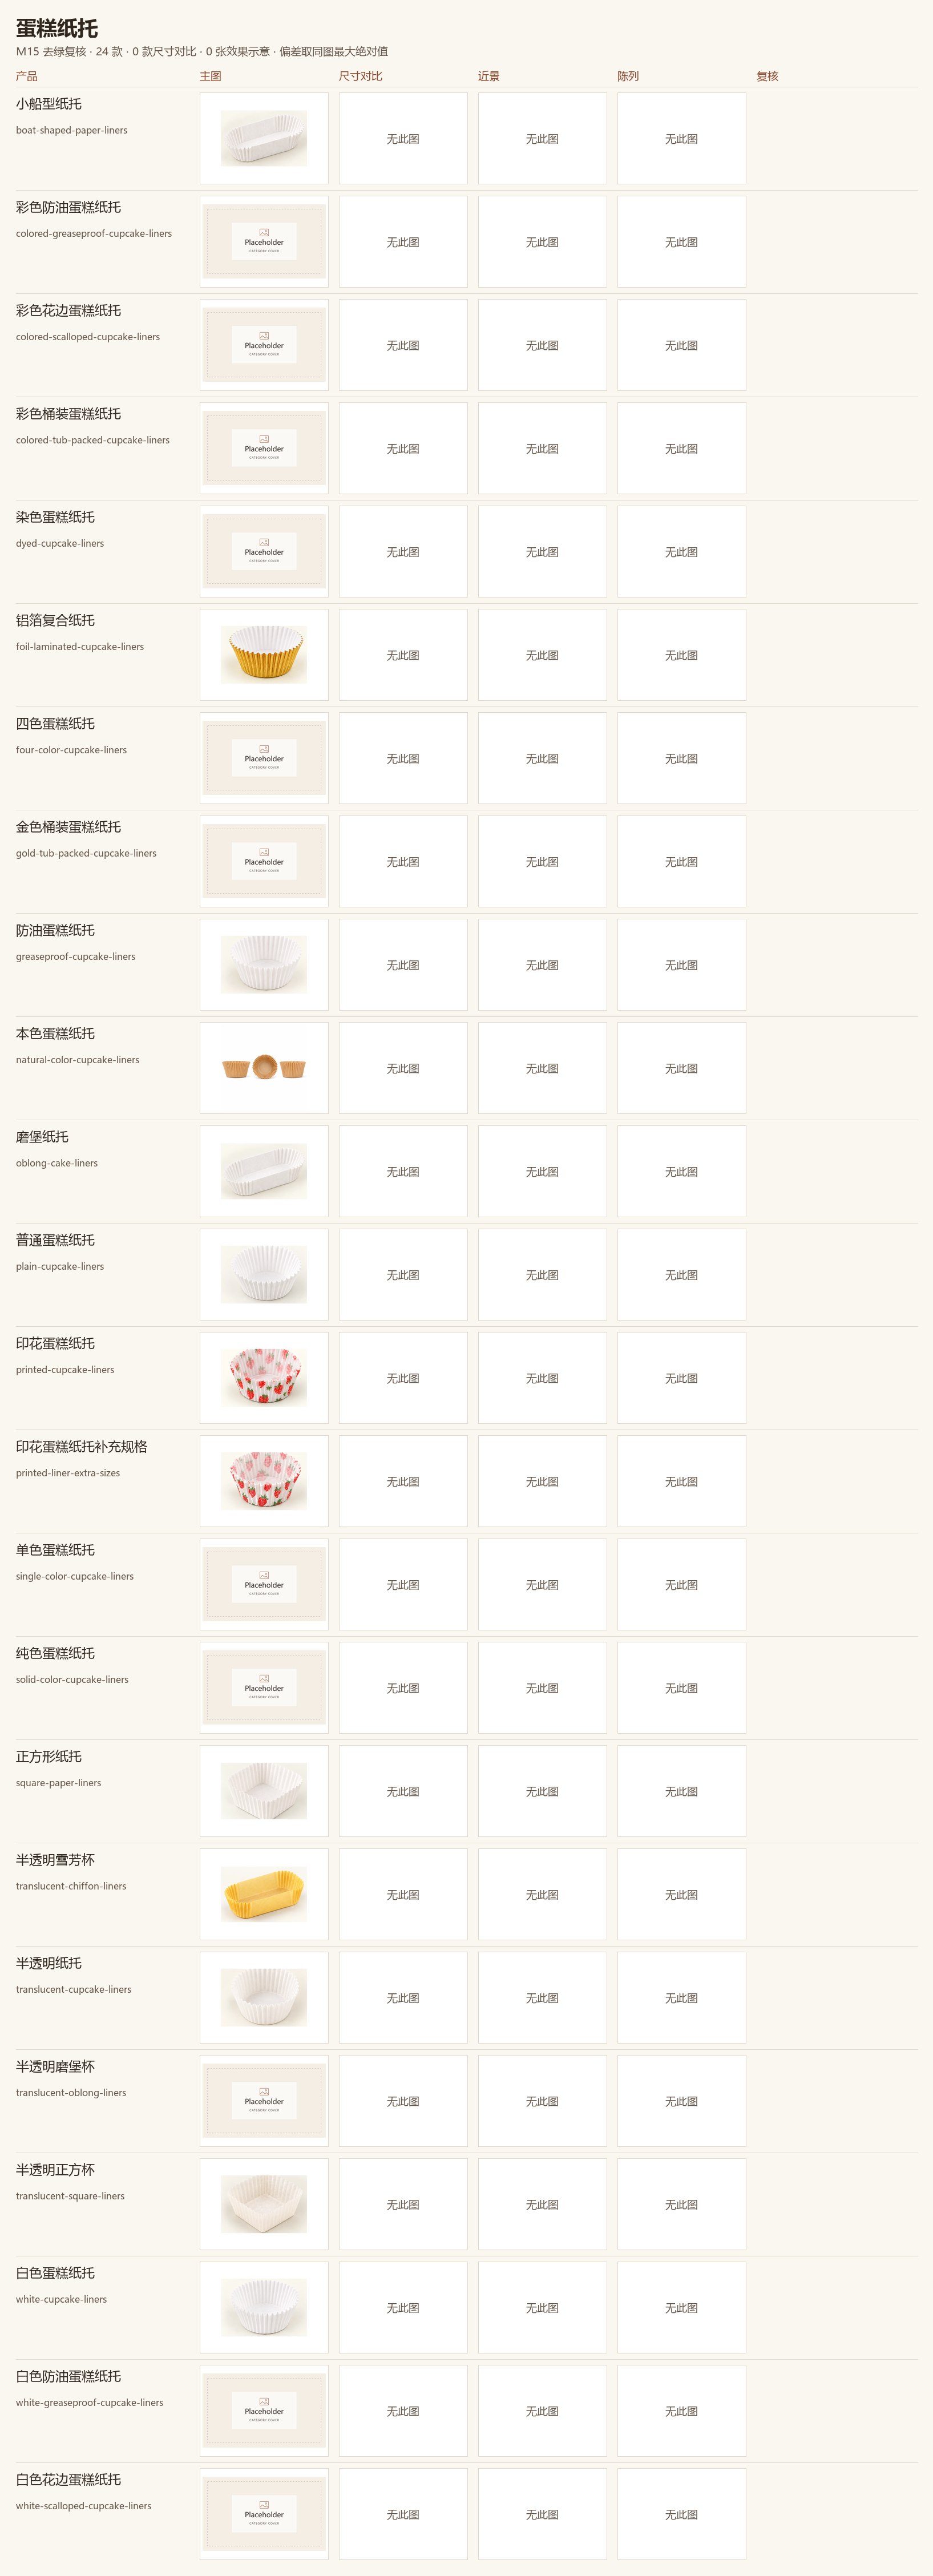 蛋糕纸托
M15 去绿复核 · 24 款 · 0 款尺寸对比 · 0 张效果示意 · 偏差取同图最大绝对值
产品 主图 尺寸对比 近景 陈列 复核
小船型纸托
boat-shaped-paper-liners
无此图 无此图 无此图
彩色防油蛋糕纸托
colored-greaseproof-cupcake-liners
Placeholder
CATEGORY COVER
无此图 无此图 无此图
彩色花边蛋糕纸托
colored-scalloped-cupcake-liners
Placeholder
CATEGORY COVER
无此图 无此图 无此图
彩色桶装蛋糕纸托
colored-tub-packed-cupcake-liners
Placeholder
CATEGORY COVER
无此图 无此图 无此图
染色蛋糕纸托
dyed-cupcake-liners
Placeholder
CATEGORY COVER
无此图 无此图 无此图
铝箔复合纸托
foil-laminated-cupcake-liners
无此图 无此图 无此图
四色蛋糕纸托
four-color-cupcake-liners
Placeholder
CATEGORY COVER
无此图 无此图 无此图
金色桶装蛋糕纸托
gold-tub-packed-cupcake-liners
Placeholder
CATEGORY COVER
无此图 无此图 无此图
防油蛋糕纸托
greaseproof-cupcake-liners
无此图 无此图 无此图
本色蛋糕纸托
natural-color-cupcake-liners
无此图 无此图 无此图
磨堡纸托
oblong-cake-liners
无此图 无此图 无此图
普通蛋糕纸托
plain-cupcake-liners
无此图 无此图 无此图
印花蛋糕纸托
printed-cupcake-liners
无此图 无此图 无此图
印花蛋糕纸托补充规格
printed-liner-extra-sizes
无此图 无此图 无此图
单色蛋糕纸托
single-color-cupcake-liners
Placeholder
CATEGORY COVER
无此图 无此图 无此图
纯色蛋糕纸托
solid-color-cupcake-liners
Placeholder
CATEGORY COVER
无此图 无此图 无此图
正方形纸托
square-paper-liners
无此图 无此图 无此图
半透明雪芳杯
translucent-chiffon-liners
无此图 无此图 无此图
半透明纸托
translucent-cupcake-liners
无此图 无此图 无此图
半透明磨堡杯
translucent-oblong-liners
Placeholder
CATEGORY COVER
无此图 无此图 无此图
半透明正方杯
translucent-square-liners
无此图 无此图 无此图
白色蛋糕纸托
white-cupcake-liners
无此图 无此图 无此图
白色防油蛋糕纸托
white-greaseproof-cupcake-liners
Placeholder
CATEGORY COVER
无此图 无此图 无此图
白色花边蛋糕纸托
white-scalloped-cupcake-liners
Placeholder
CATEGORY COVER
无此图 无此图 无此图